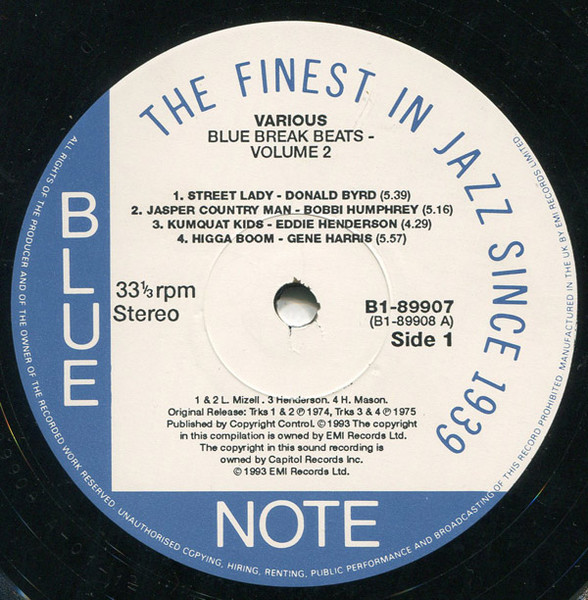 THE FINEST IN JAZZ SINCE 1939
VARIOUS
BLUE BREAK BEATS -
VOLUME 2
1. STREET LADY - DONALD BYRD (5.39)
2. JASPER COUNTRY MAN - BOBBI HUMPHREY (5.16)
3. KUMQUAT KIDS - EDDIE HENDERSON (4.29)
4. HIGGA BOOM - GENE HARRIS (5.57)
33⅓ rpm
Stereo
B1-89907
(B1-89908 A)
Side 1
1 & 2 L. Mizell . 3 Henderson. 4 H. Mason.
Original Release: Trks 1 & 2 ℗ 1974, Trks 3 & 4 ℗ 1975
Published by Copyright Control. © 1993 The copyright
in this compilation is owned by EMI Records Ltd.
The copyright in this sound recording is
owned by Capitol Records Inc.
© 1993 EMI Records Ltd.
BLUE
NOTE
ALL RIGHTS OF THE PRODUCER AND OF THE OWNER OF THE RECORDED WORK RESERVED. UNAUTHORISED COPYING, HIRING, RENTING, PUBLIC PERFORMANCE AND BROADCASTING OF THIS RECORD PROHIBITED. MANUFACTURED IN THE UK BY EMI RECORDS LIMITED.